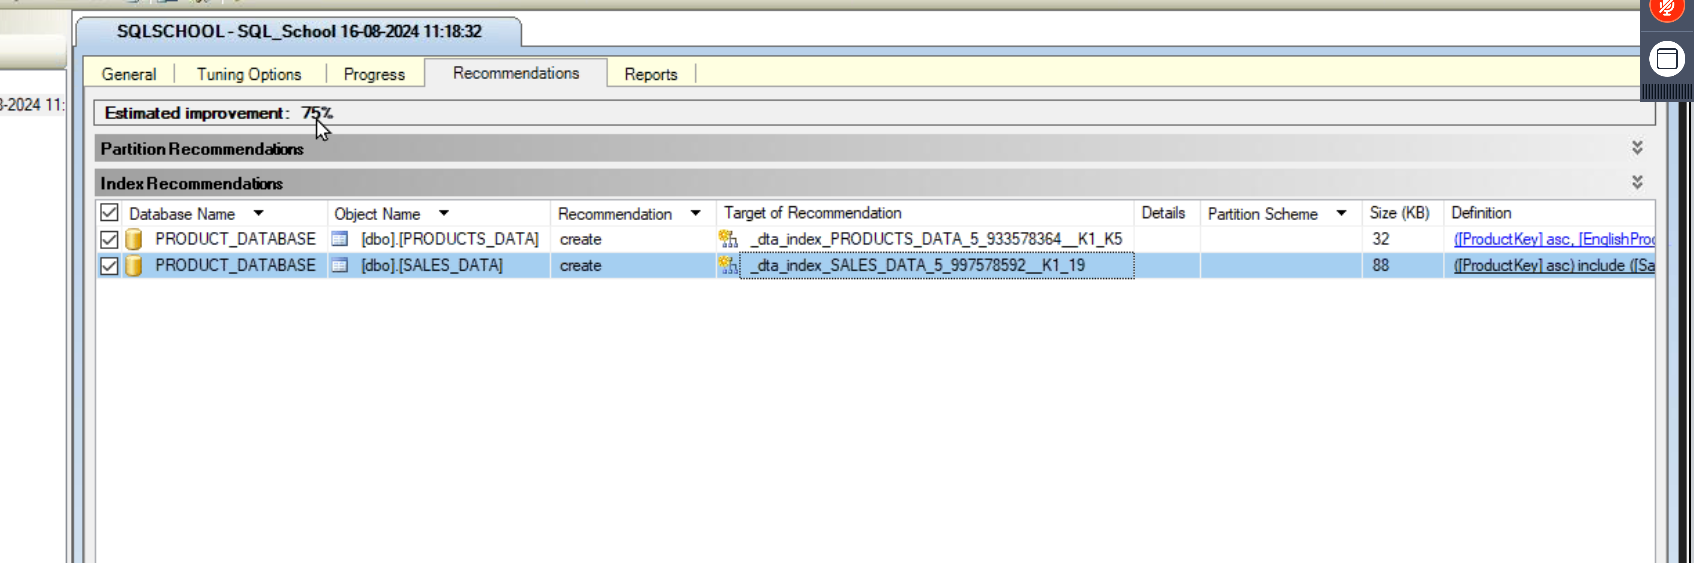 SQLSCHOOL - SQL_School 16-08-2024 11:18:32
General Tuning Options Progress Recommendations Reports
-2024 11:
Estimated improvement: 75%
Partition Recommendations
Index Recommendations
Database Name Object Name Recommendation Target of Recommendation Details Partition Scheme Size (KB) Definition
PRODUCT_DATABASE [dbo].[PRODUCTS_DATA] create _dta_index_PRODUCTS_DATA_5_933578364__K1_K5 32 ([ProductKey] asc, [EnglishProd
PRODUCT_DATABASE [dbo].[SALES_DATA] create _dta_index_SALES_DATA_5_997578592__K1_19 88 ([ProductKey] asc) include ([Sa